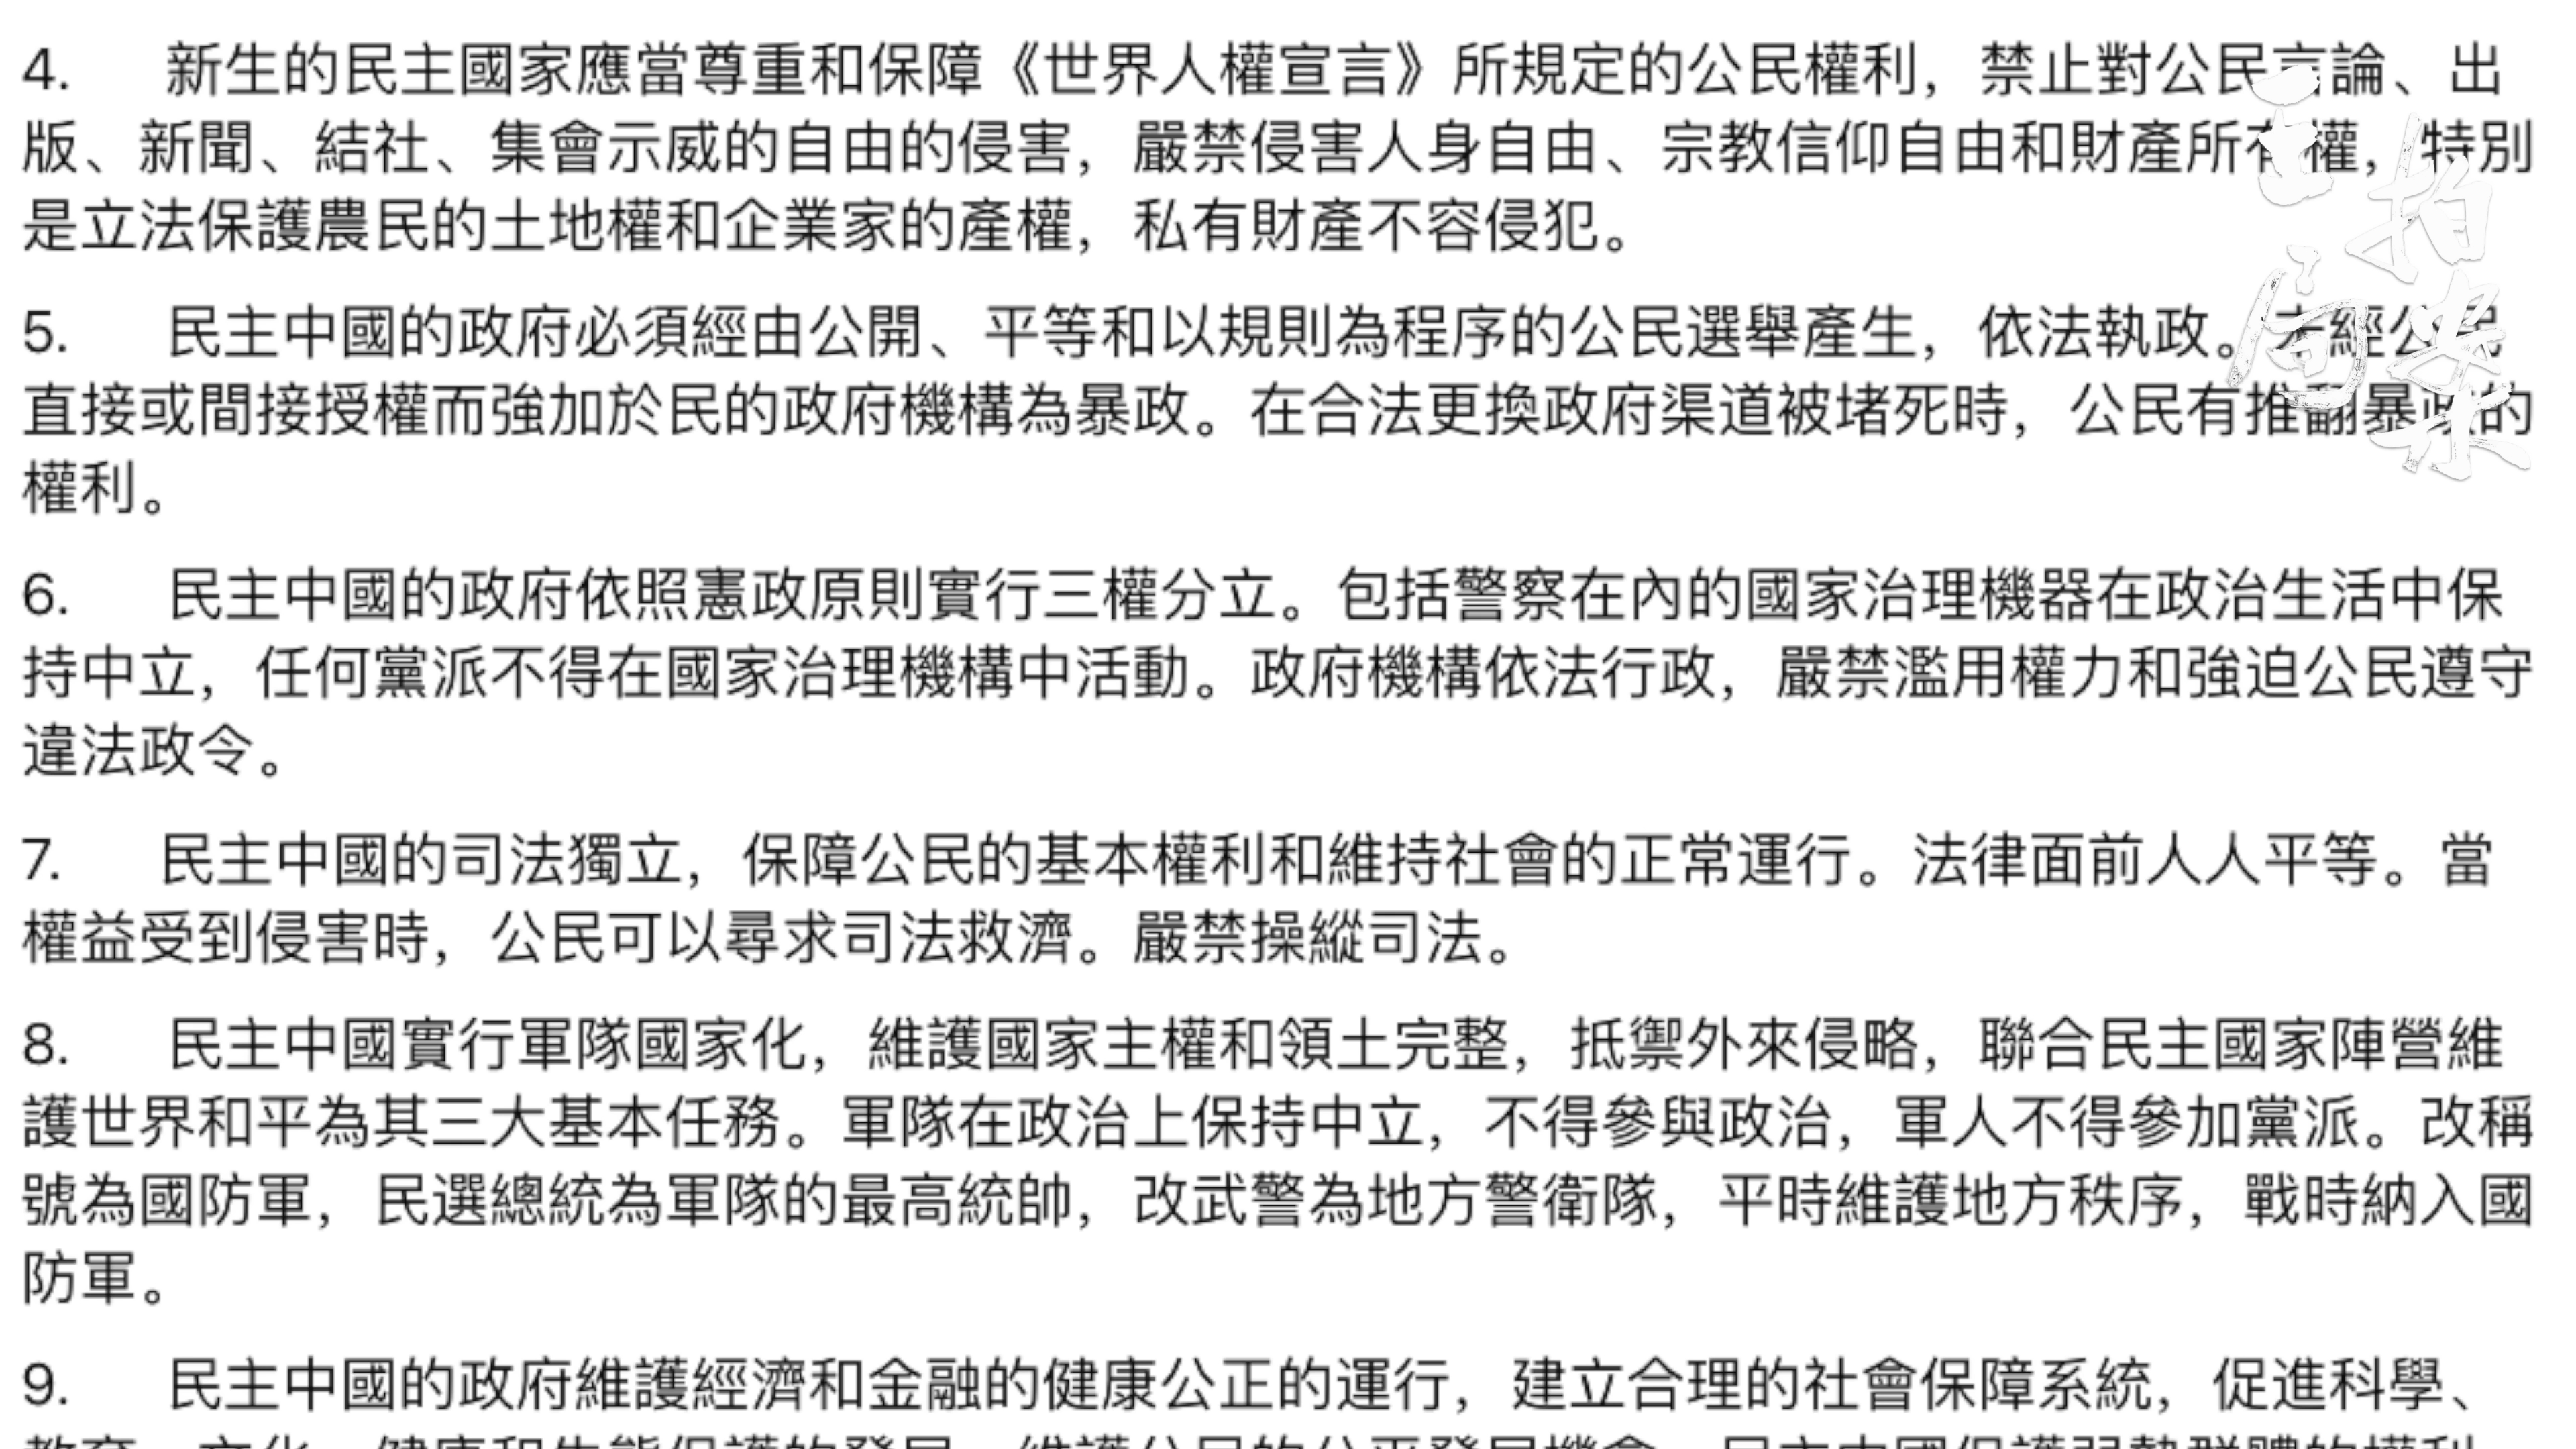 4. 新生的民主國家應當尊重和保障《世界人權宣言》所規定的公民權利，禁止對公民言論、出
版、新聞、結社、集會示威的自由的侵害，嚴禁侵害人身自由、宗教信仰自由和財產所有權，特別
是立法保護農民的土地權和企業家的產權，私有財產不容侵犯。
5. 民主中國的政府必須經由公開、平等和以規則為程序的公民選舉產生，依法執政。未經公民
直接或間接授權而強加於民的政府機構為暴政。在合法更換政府渠道被堵死時，公民有推翻暴政的
權利。
6. 民主中國的政府依照憲政原則實行三權分立。包括警察在內的國家治理機器在政治生活中保
持中立，任何黨派不得在國家治理機構中活動。政府機構依法行政，嚴禁濫用權力和強迫公民遵守
違法政令。
7. 民主中國的司法獨立，保障公民的基本權利和維持社會的正常運行。法律面前人人平等。當
權益受到侵害時，公民可以尋求司法救濟。嚴禁操縱司法。
8. 民主中國實行軍隊國家化，維護國家主權和領土完整，抵禦外來侵略，聯合民主國家陣營維
護世界和平為其三大基本任務。軍隊在政治上保持中立，不得參與政治，軍人不得參加黨派。改稱
號為國防軍，民選總統為軍隊的最高統帥，改武警為地方警衛隊，平時維護地方秩序，戰時納入國
防軍。
9. 民主中國的政府維護經濟和金融的健康公正的運行，建立合理的社會保障系統，促進科學、
王拍
局案